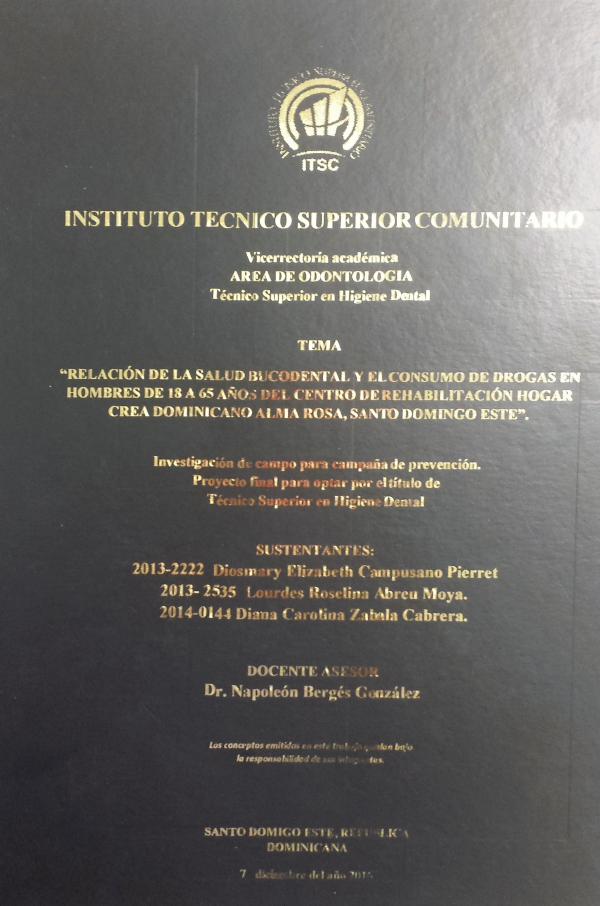 INSTITUTO TECNICO SUPERIOR COMUNITARIO
ITSC
INSTITUTO TECNICO SUPERIOR COMUNITARIO
Vicerrectoría académica
AREA DE ODONTOLOGIA
Técnico Superior en Higiene Dental
TEMA
“RELACIÓN DE LA SALUD BUCODENTAL Y EL CONSUMO DE DROGAS EN
HOMBRES DE 18 A 65 AÑOS DEL CENTRO DE REHABILITACIÓN HOGAR
CREA DOMINICANO ALMA ROSA, SANTO DOMINGO ESTE”.
Investigación de campo para campaña de prevención.
Proyecto final para optar por el título de
Técnico Superior en Higiene Dental
SUSTENTANTES:
2013-2222 Diosmary Elizabeth Campusano Pierret
2013- 2535 Lourdes Roselina Abreu Moya.
2014-0144 Diana Carolina Zabala Cabrera.
DOCENTE ASESOR
Dr. Napoleón Bergés González
Los conceptos emitidos en este trabajo quedan bajo
la responsabilidad de sus
SANTO DOMIGO ESTE, REPUBLICA
DOMINICANA
7 diciembre del año